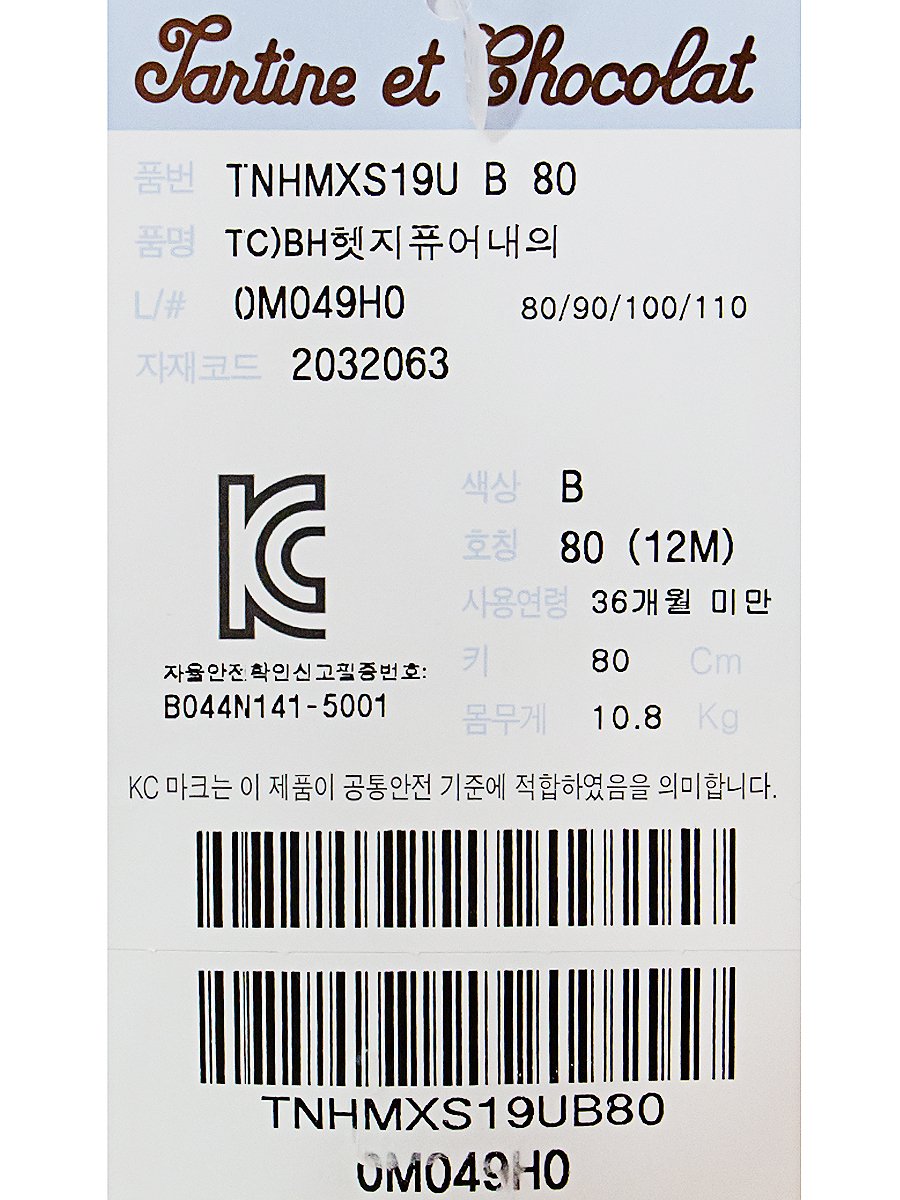 Tartine et Chocolat
품번 TNHMXS19U B 80
품명 TC)BH헷지퓨어내의
L/# 0M049H0 80/90/100/110
자재코드 2032063
KC
색상 B
호칭 80 (12M)
사용연령 36개월 미만
키 80 Cm
몸무게 10.8 Kg
자율안전확인신고필증번호:
B044N141-5001
KC 마크는 이 제품이 공통안전 기준에 적합하였음을 의미합니다.
TNHMXS19UB80
0M049H0